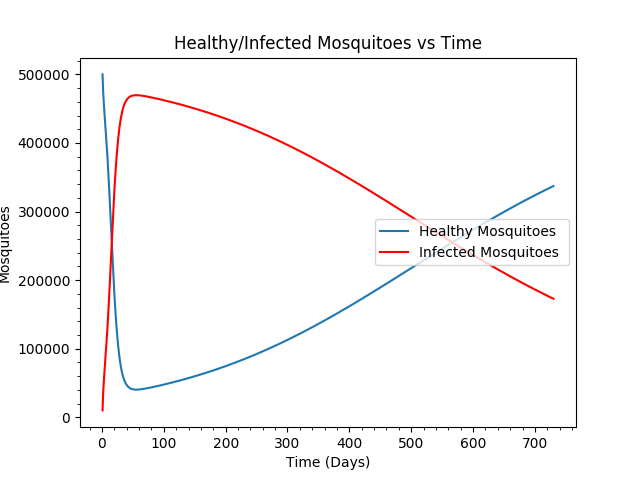 Healthy/Infected Mosquitoes vs Time
500000
400000
300000
200000
100000
0
Mosquitoes
Healthy Mosquitoes
Infected Mosquitoes
0 100 200 300 400 500 600 700
Time (Days)